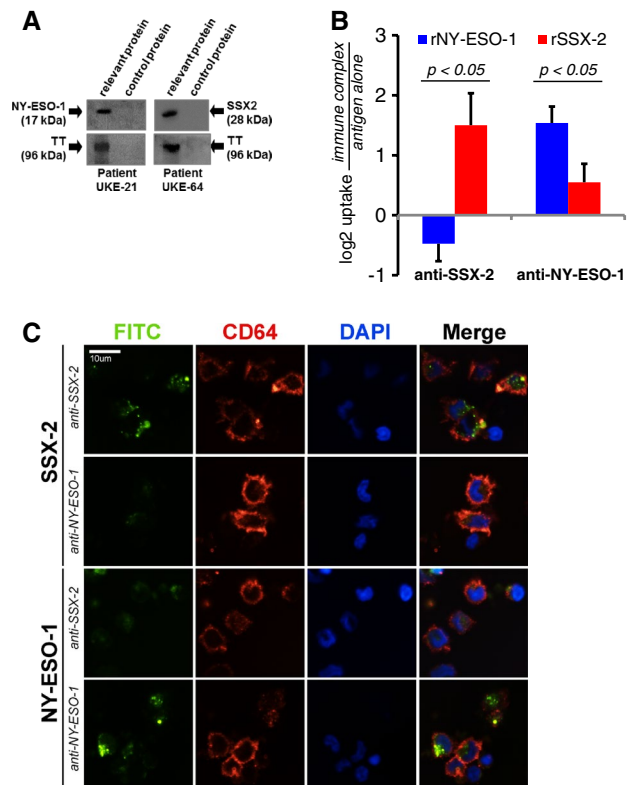 A
relevant protein
control protein
relevant protein
control protein
NY-ESO-1
(17 kDa)
SSX2
(28 kDa)
TT
(96 kDa)
TT
(96 kDa)
Patient
UKE-21
Patient
UKE-64
B
rNY-ESO-1
rSSX-2
p < 0.05
p < 0.05
log2 uptake immune complex
antigen alone
3
2
1
0
-1
anti-SSX-2
anti-NY-ESO-1
C
FITC
CD64
DAPI
Merge
10um
SSX-2
anti-SSX-2
anti-NY-ESO-1
NY-ESO-1
anti-SSX-2
anti-NY-ESO-1